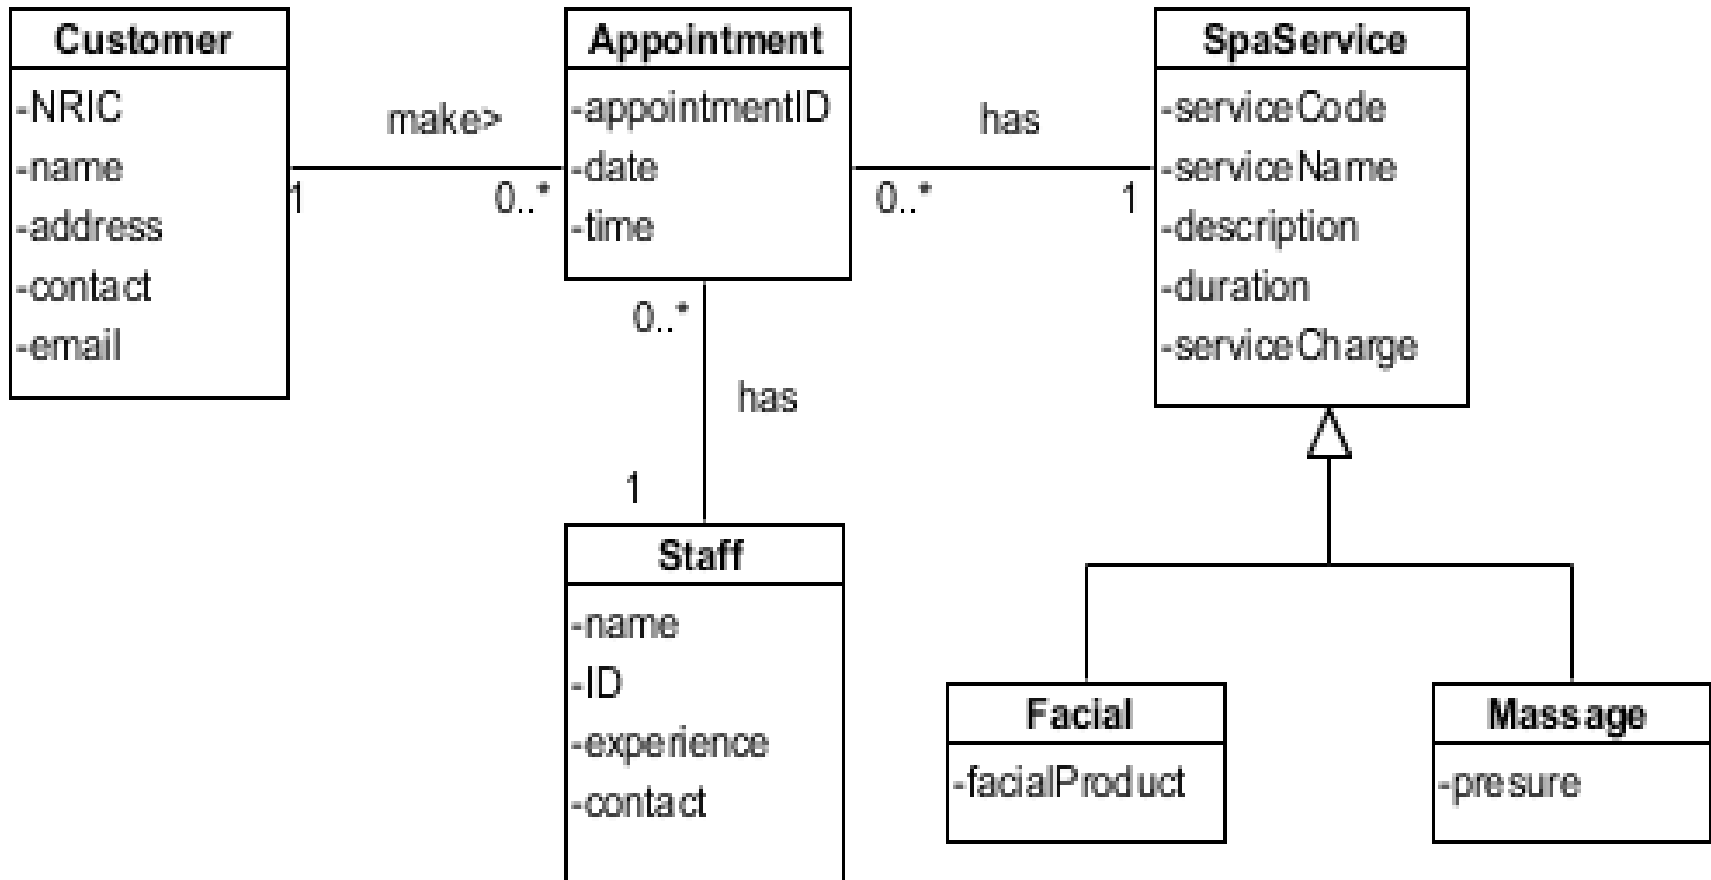 Customer
-NRIC
-name
-address
-contact
-email
make>
1
0..*
Appointment
-appointmentID
-date
-time
has
0..*
1
SpaService
-serviceCode
-serviceName
-description
-duration
-serviceCharge
0..*
has
1
Staff
-name
-ID
-experience
-contact
Facial
-facialProduct
Massage
-presure